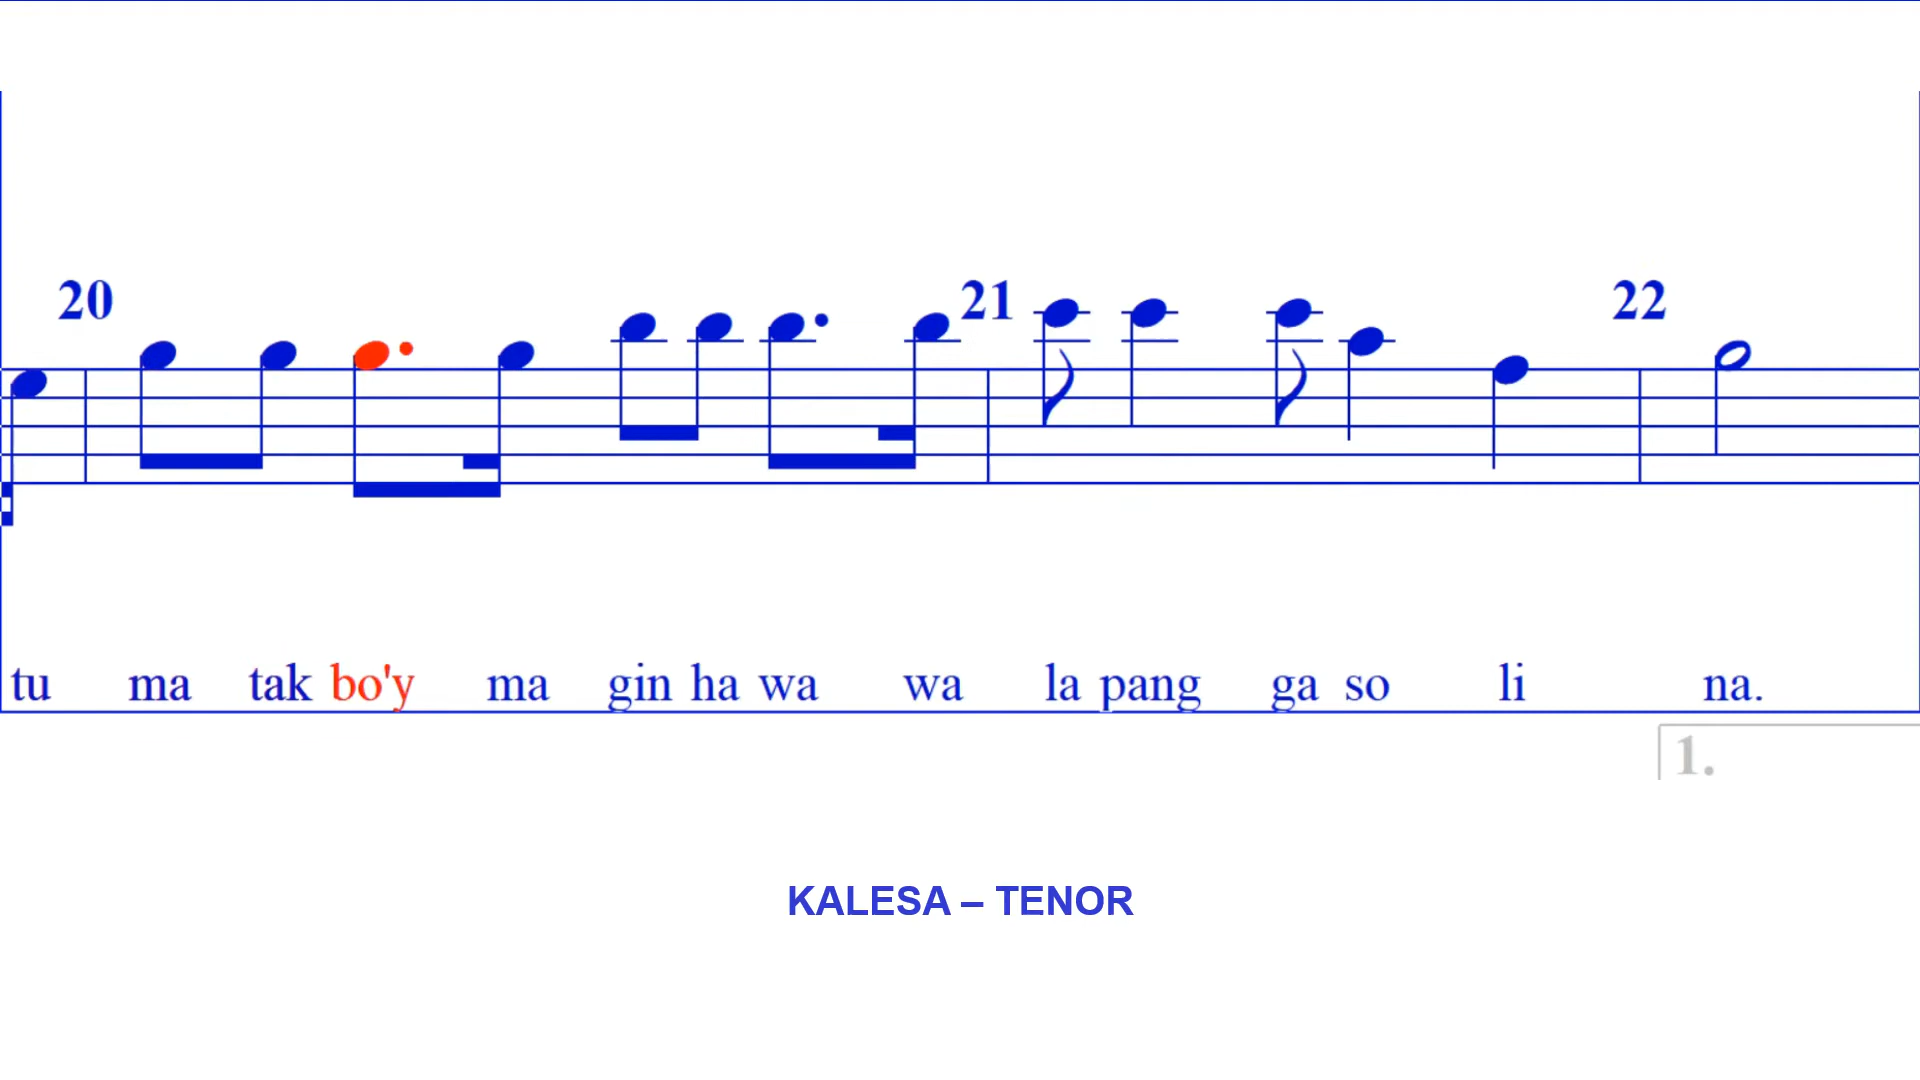 20 21 22
tu ma tak bo'y ma gin ha wa wa la pang ga so li na.
1.
KALESA – TENOR